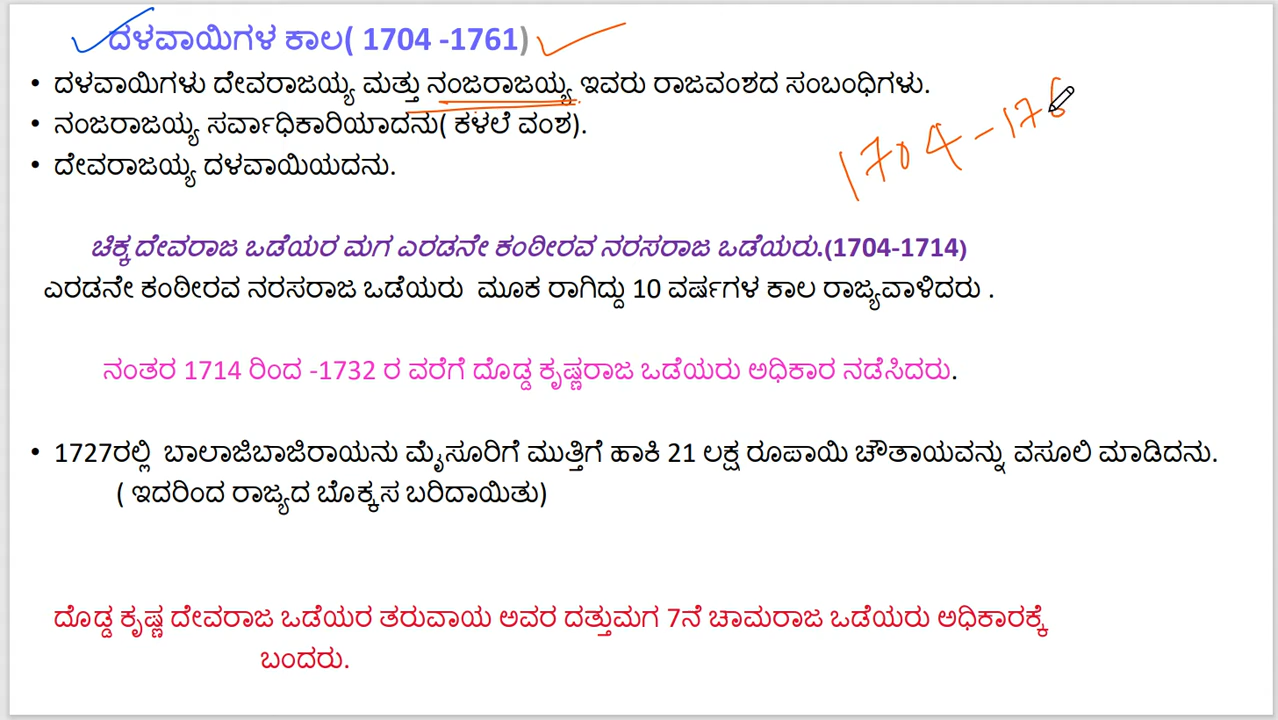 ದಳವಾಯಿಗಳ ಕಾಲ( 1704 -1761)
• ದಳವಾಯಿಗಳು ದೇವರಾಜಯ್ಯ ಮತ್ತು ನಂಜರಾಜಯ್ಯ ಇವರು ರಾಜವಂಶದ ಸಂಬಂಧಿಗಳು.
• ನಂಜರಾಜಯ್ಯ ಸರ್ವಾಧಿಕಾರಿಯಾದನು( ಕಳಲೆ ವಂಶ).
• ದೇವರಾಜಯ್ಯ ದಳವಾಯಿಯದನು.
1704-176
ಚಿಕ್ಕ ದೇವರಾಜ ಒಡೆಯರ ಮಗ ಎರಡನೇ ಕಂಠೀರವ ನರಸರಾಜ ಒಡೆಯರು.(1704-1714)
ಎರಡನೇ ಕಂಠೀರವ ನರಸರಾಜ ಒಡೆಯರು ಮೂಕ ರಾಗಿದ್ದು 10 ವರ್ಷಗಳ ಕಾಲ ರಾಜ್ಯವಾಳಿದರು .
ನಂತರ 1714 ರಿಂದ -1732 ರ ವರೆಗೆ ದೊಡ್ಡ ಕೃಷ್ಣರಾಜ ಒಡೆಯರು ಅಧಿಕಾರ ನಡೆಸಿದರು.
• 1727ರಲ್ಲಿ ಬಾಲಾಜಿಬಾಜಿರಾಯನು ಮೈಸೂರಿಗೆ ಮುತ್ತಿಗೆ ಹಾಕಿ 21 ಲಕ್ಷ ರೂಪಾಯಿ ಚೌತಾಯವನ್ನು ವಸೂಲಿ ಮಾಡಿದನು.
( ಇದರಿಂದ ರಾಜ್ಯದ ಬೊಕ್ಕಸ ಬರಿದಾಯಿತು)
ದೊಡ್ಡ ಕೃಷ್ಣ ದೇವರಾಜ ಒಡೆಯರ ತರುವಾಯ ಅವರ ದತ್ತುಮಗ 7ನೆ ಚಾಮರಾಜ ಒಡೆಯರು ಅಧಿಕಾರಕ್ಕೆ
ಬಂದರು.